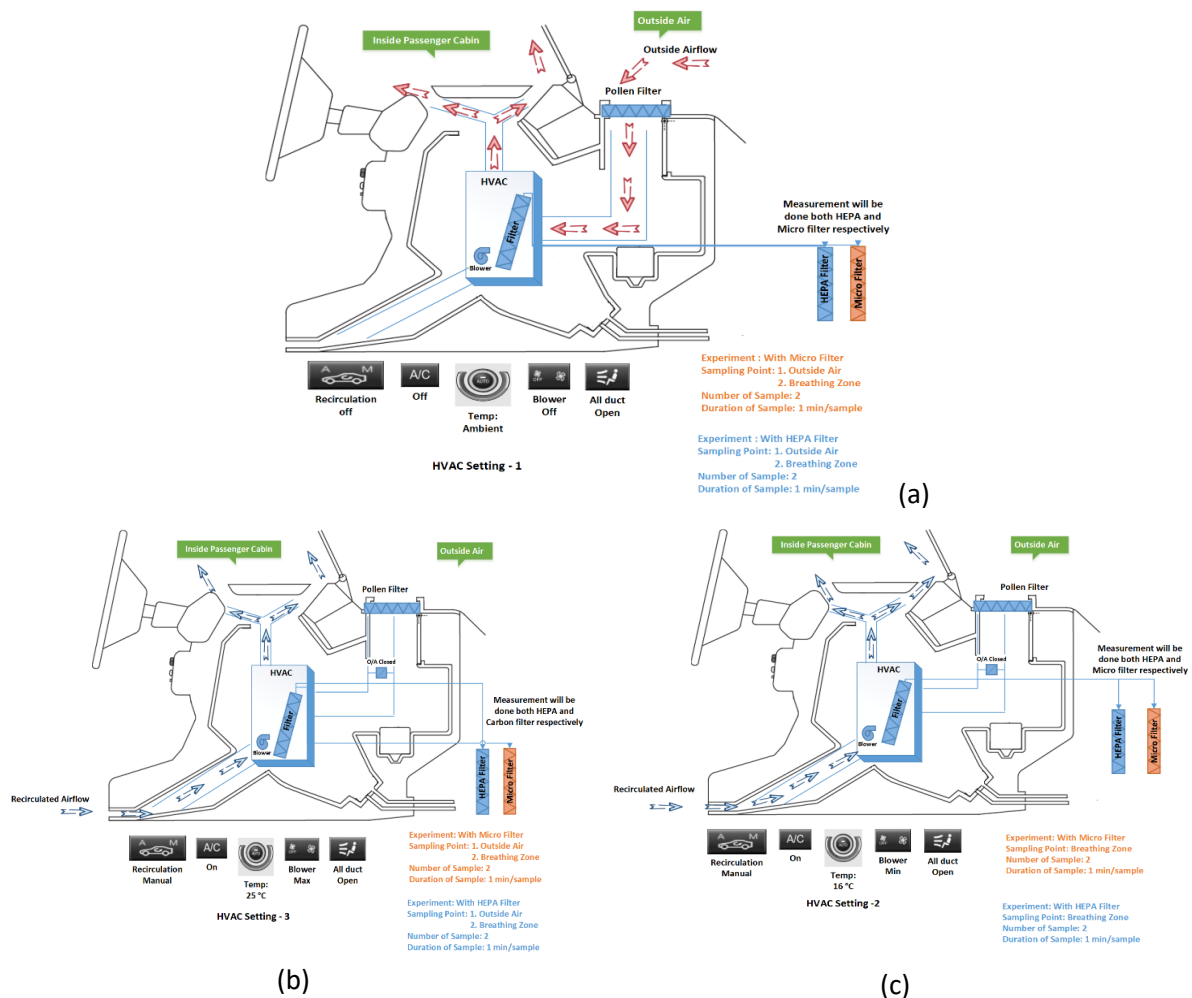 Outside Air
Inside Passenger Cabin
Outside Airflow
Pollen Filter
HVAC
Filter
Blower
Measurement will be
done both HEPA and
Micro filter respectively
HEPA Filter
Micro Filter
A M
A/C
AUTO
OFF
Recirculation
off
Off
Temp:
Ambient
Blower
Off
All duct
Open
HVAC Setting - 1
Experiment : With Micro Filter
Sampling Point: 1. Outside Air
2. Breathing Zone
Number of Sample: 2
Duration of Sample: 1 min/sample
Experiment : With HEPA Filter
Sampling Point: 1. Outside Air
2. Breathing Zone
Number of Sample: 2
Duration of Sample: 1 min/sample
(a)
Inside Passenger Cabin
Outside Air
Pollen Filter
O/A Closed
HVAC
Filter
Blower
Measurement will be
done both HEPA and
Carbon filter respectively
HEPA Filter
Micro Filter
Recirculated Airflow
A M
A/C
AUTO
Recirculation
Manual
On
Temp:
25 °C
Blower
Max
All duct
Open
HVAC Setting - 3
Experiment: With Micro Filter
Sampling Point: 1. Outside Air
2. Breathing Zone
Number of Sample: 2
Duration of Sample: 1 min/sample
Experiment: With HEPA Filter
Sampling Point: 1. Outside Air
2. Breathing Zone
Number of Sample: 2
Duration of Sample: 1 min/sample
(b)
Inside Passenger Cabin
Outside Air
Pollen Filter
O/A Closed
HVAC
Filter
Blower
Measurement will be
done both HEPA and
Micro filter respectively
HEPA Filter
Micro Filter
Recirculated Airflow
A M
A/C
AUTO
Recirculation
Manual
On
Temp:
16 °C
Blower
Min
All duct
Open
HVAC Setting -2
Experiment: With Micro Filter
Sampling Point: Breathing Zone
Number of Sample: 2
Duration of Sample: 1 min/sample
Experiment: With HEPA Filter
Sampling Point: Breathing Zone
Number of Sample: 2
Duration of Sample: 1 min/sample
(c)